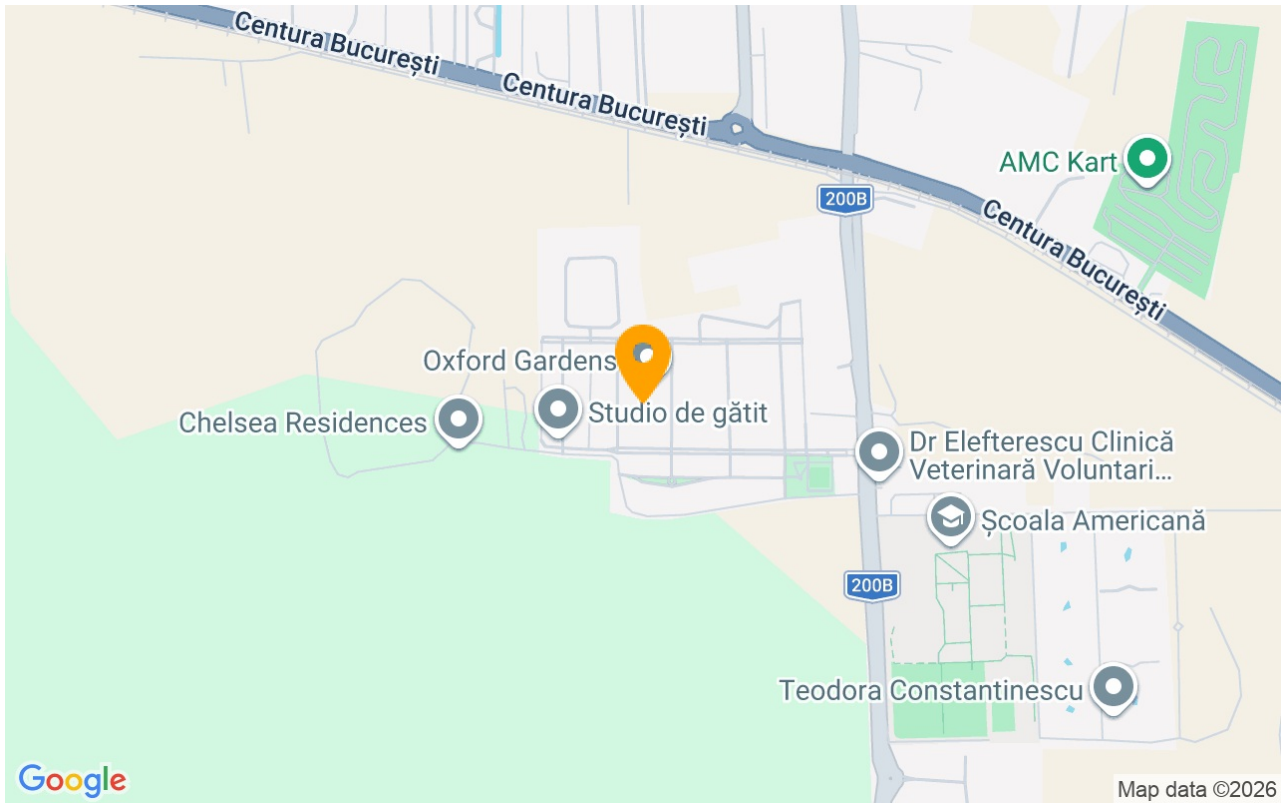 Centura București
Centura București
AMC Kart
200B
Centura București
Oxford Gardens
Studio de gătit
Chelsea Residences
Dr Elefterescu Clinică
Veterinară Voluntari...
Școala Americană
200B
Teodora Constantinescu
Google
Map data ©2026